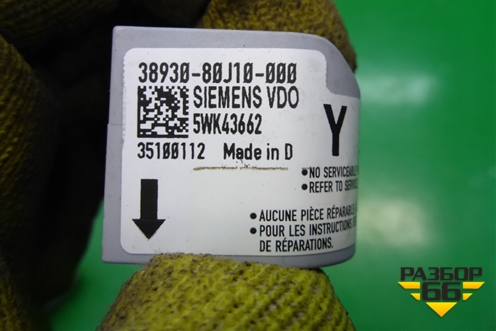 38930-80J10-000
SIEMENS VDO
5WK43662
35100112 Made in D
Y
• NO SERVICEABLE
• REFER TO
• AUCUNE PIÈCE RÉPARABLE
• POUR LES INSTRUCTIONS,
DE RÉPARATIONS.
РАЗБОР
66